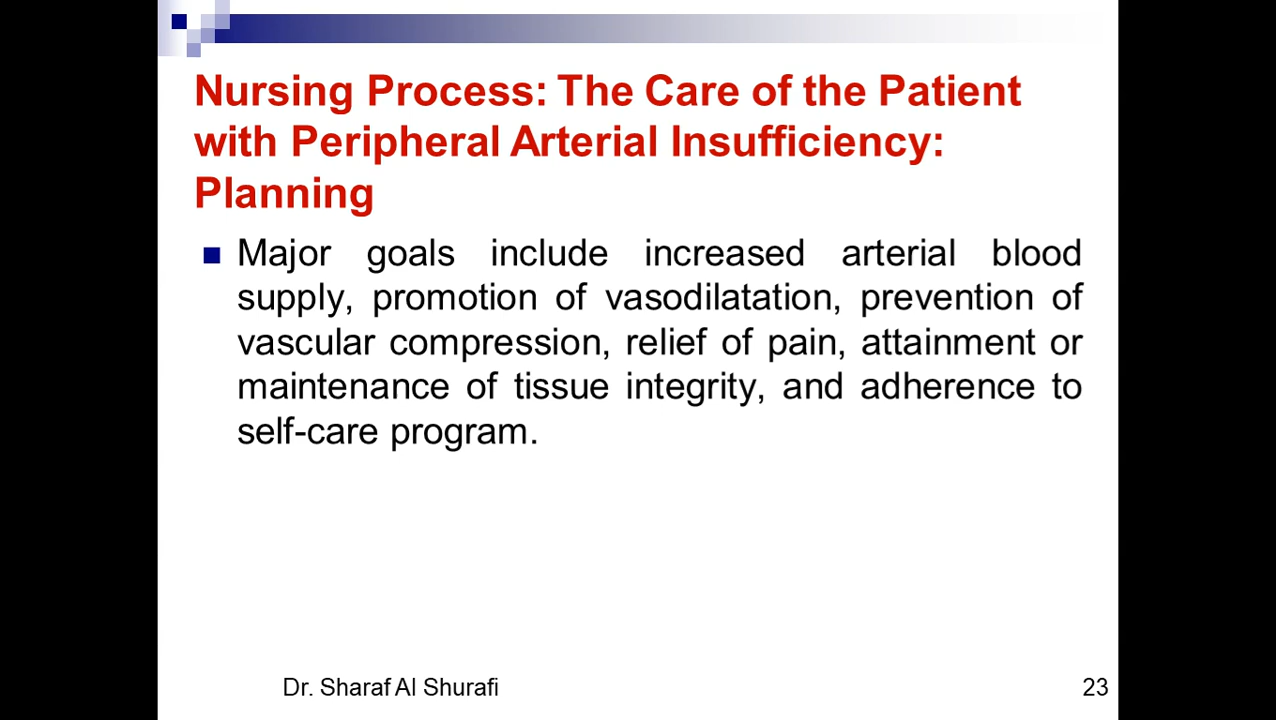 Nursing Process: The Care of the Patient
with Peripheral Arterial Insufficiency:
Planning
Major goals include increased arterial blood
supply, promotion of vasodilatation, prevention of
vascular compression, relief of pain, attainment or
maintenance of tissue integrity, and adherence to
self-care program.
Dr. Sharaf Al Shurafi
23